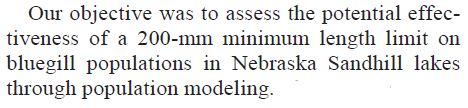 Our objective was to assess the potential effec-
tiveness of a 200-mm minimum length limit on
bluegill populations in Nebraska Sandhill lakes
through population modeling.